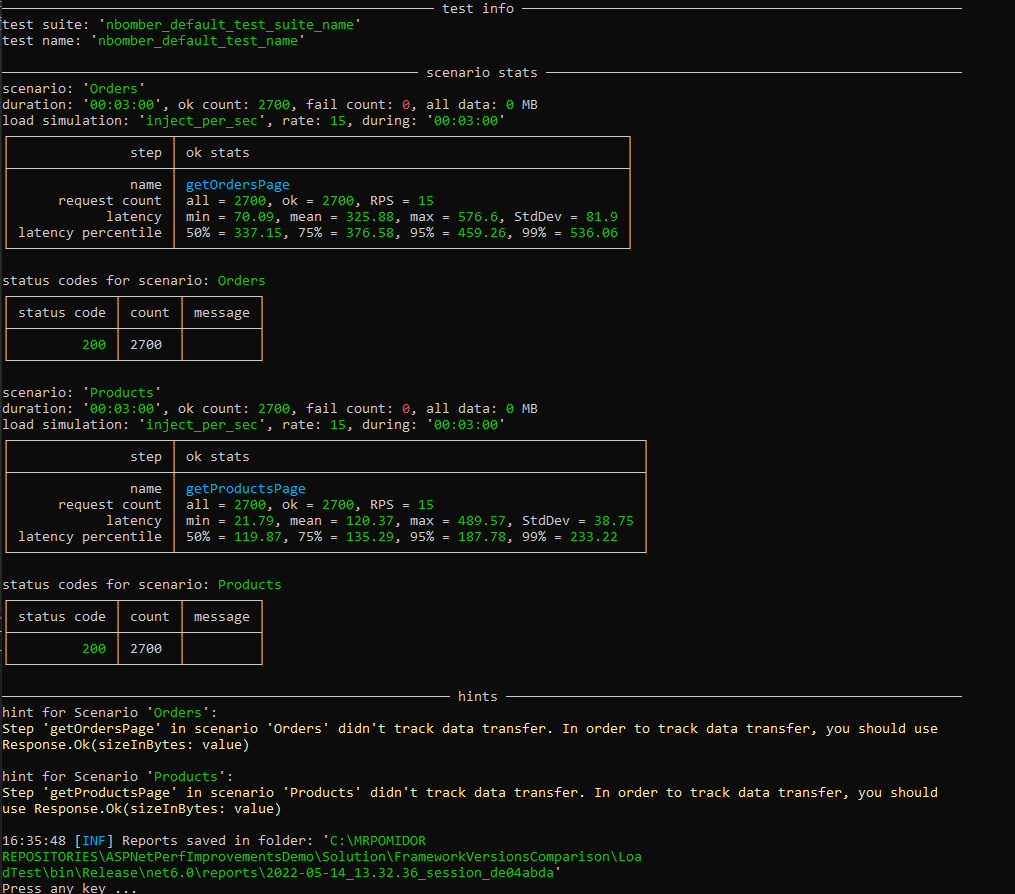 test info
test suite: 'nbomber_default_test_suite_name'
test name: 'nbomber_default_test_name'
scenario stats
scenario: 'Orders'
duration: '00:03:00', ok count: 2700, fail count: 0, all data: 0 MB
load simulation: 'inject_per_sec', rate: 15, during: '00:03:00'
step ok stats
name getOrdersPage
request count all = 2700, ok = 2700, RPS = 15
latency min = 70.09, mean = 325.88, max = 576.6, StdDev = 81.9
latency percentile 50% = 337.15, 75% = 376.58, 95% = 459.26, 99% = 536.06
status codes for scenario: Orders
status code count message
200 2700
scenario: 'Products'
duration: '00:03:00', ok count: 2700, fail count: 0, all data: 0 MB
load simulation: 'inject_per_sec', rate: 15, during: '00:03:00'
step ok stats
name getProductsPage
request count all = 2700, ok = 2700, RPS = 15
latency min = 21.79, mean = 120.37, max = 489.57, StdDev = 38.75
latency percentile 50% = 119.87, 75% = 135.29, 95% = 187.78, 99% = 233.22
status codes for scenario: Products
status code count message
200 2700
hints
hint for Scenario 'Orders':
Step 'getOrdersPage' in scenario 'Orders' didn't track data transfer. In order to track data transfer, you should use
Response.Ok(sizeInBytes: value)
hint for Scenario 'Products':
Step 'getProductsPage' in scenario 'Products' didn't track data transfer. In order to track data transfer, you should
use Response.Ok(sizeInBytes: value)
16:35:48 [INF] Reports saved in folder: 'C:\MRPOMIDOR
REPOSITORIES\ASPNetPerfImprovementsDemo\Solution\FrameworkVersionsComparison\Loa
dTest\bin\Release\net6.0\reports\2022-05-14_13.32.36_session_de04abda'
Press any key ...